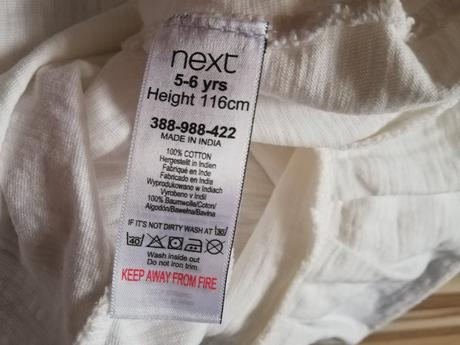 next
5-6 yrs
Height 116cm
388-988-422
MADE IN INDIA
100% COTTON
Hergestellt in Indien
Fabriqué en Inde
Fabricado en Inde
Wyprodukowano w Indiach
Vyrobeno v Indii
100% Baumwolle/Coton/
Algodón/Bawełna/Bavlna
IF IT'S NOT DIRTY WASH AT 30/
40
Wash inside out
Do not iron trim
KEEP AWAY FROM FIRE